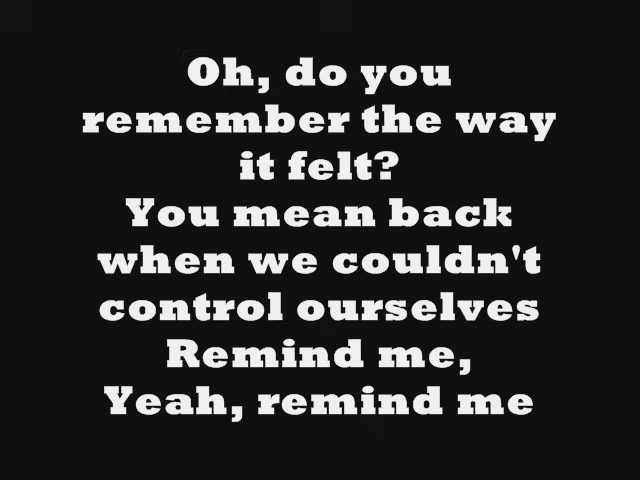 Oh, do you
remember the way
it felt?
You mean back
when we couldn't
control ourselves
Remind me,
Yeah, remind me